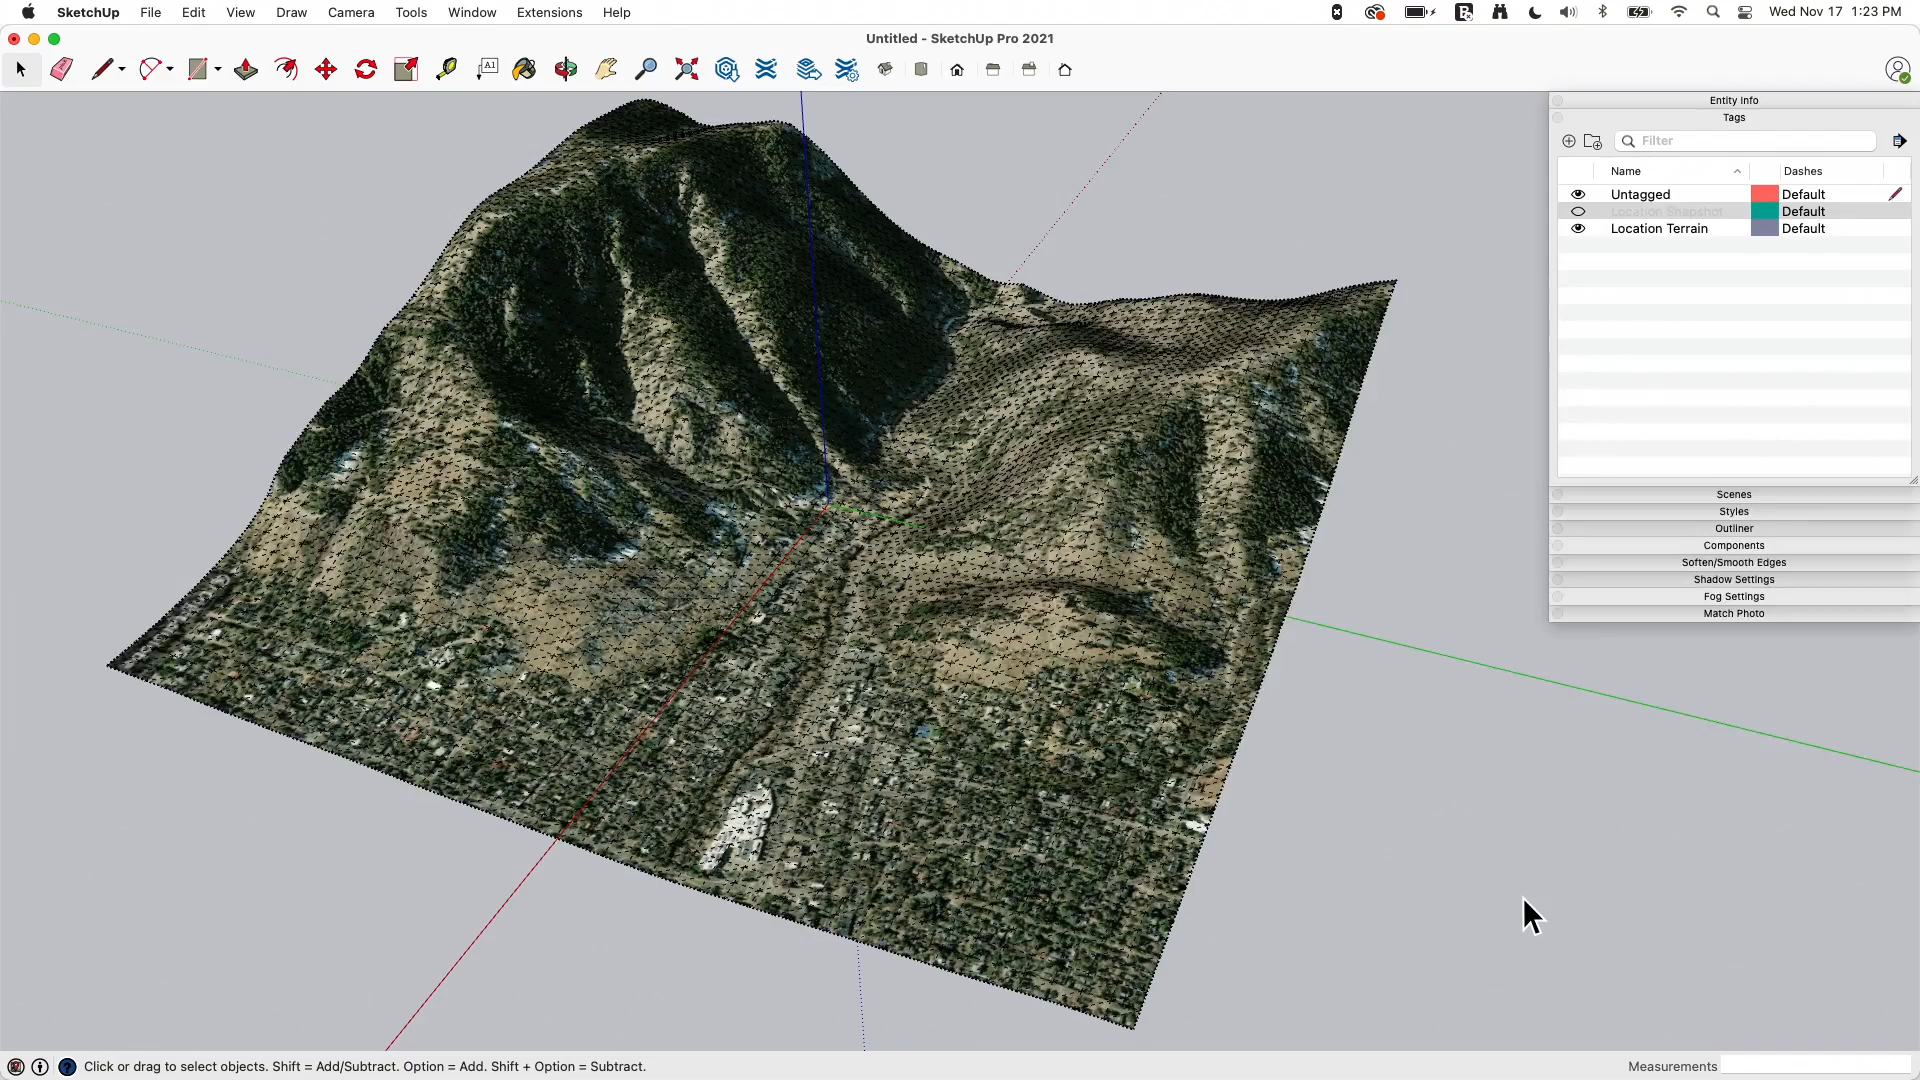 SketchUp File Edit View Draw Camera Tools Window Extensions Help Wed Nov 17 1:23 PM
Untitled - SketchUp Pro 2021
A1
Entity Info
Tags
Filter
Name Dashes
Untagged Default
Location Snapshot Default
Location Terrain Default
Scenes
Styles
Outliner
Components
Soften/Smooth Edges
Shadow Settings
Fog Settings
Match Photo
Click or drag to select objects. Shift = Add/Subtract. Option = Add. Shift + Option = Subtract. Measurements